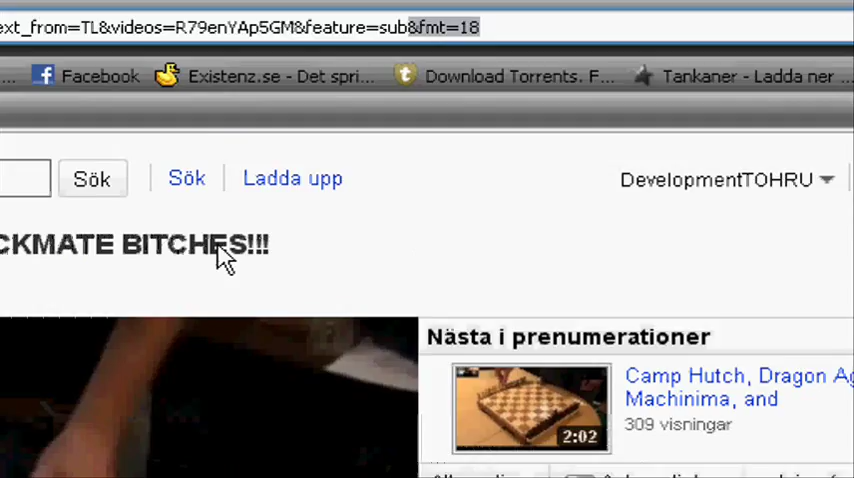 ext_from=TL&videos=R79enYAp5GM&feature=sub&fmt=18
... Facebook Existenz.se - Det spri... Download Torrents. F... Tankaner - Ladda ner ...
Sök Sök Ladda upp DevelopmentTOHRU
CKMATE BITCHES!!!
Nästa i prenumerationer
Camp Hutch, Dragon Ag
Machinima, and
309 visningar
2:02